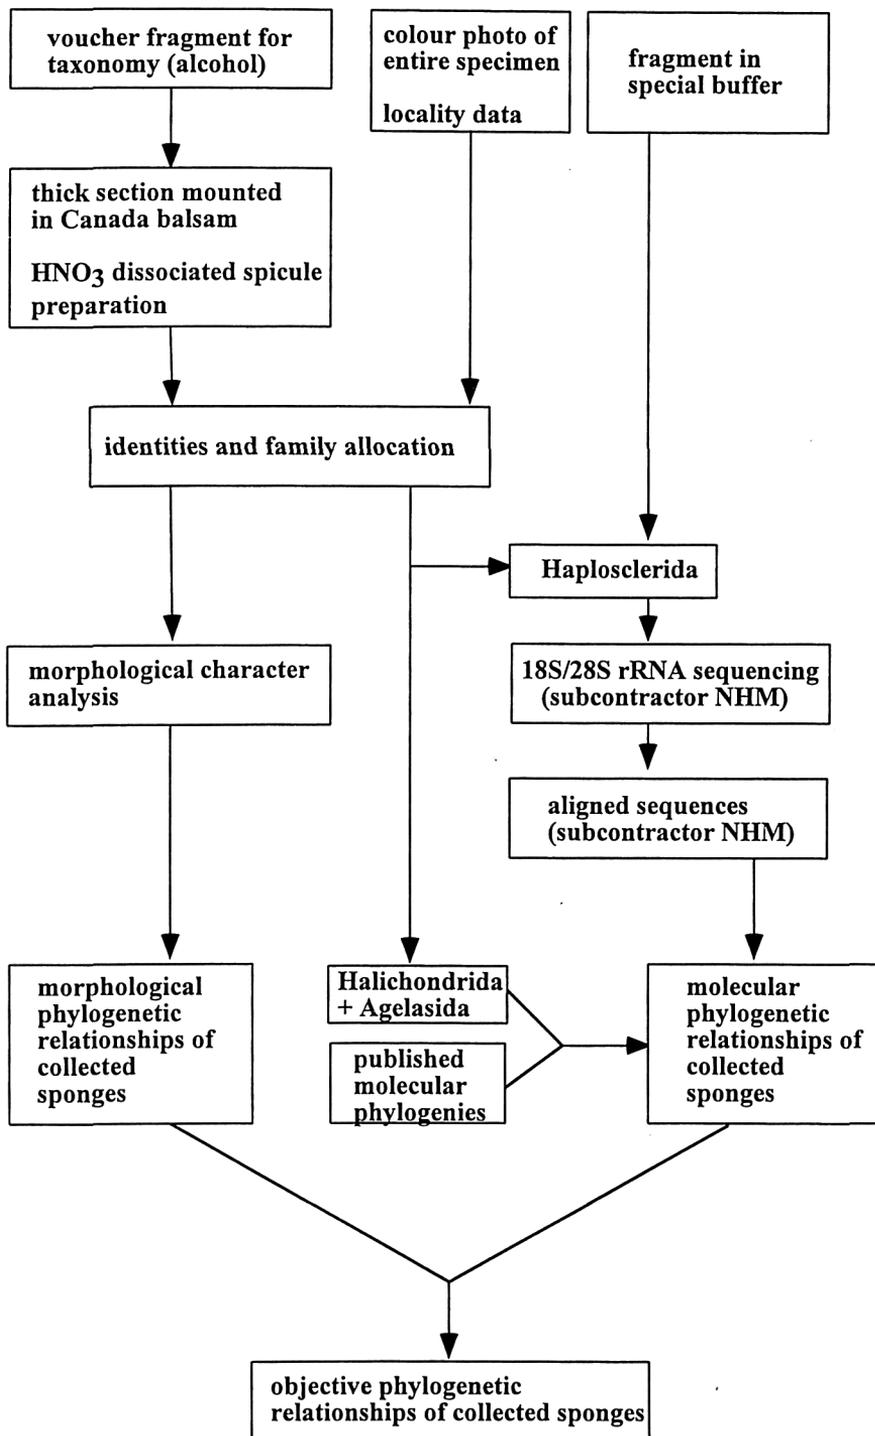 voucher fragment for
taxonomy (alcohol)
colour photo of
entire specimen
locality data
fragment in
special buffer
thick section mounted
in Canada balsam
HNO3 dissociated spicule
preparation
identities and family allocation
Haplosclerida
morphological character
analysis
18S/28S rRNA sequencing
(subcontractor NHM)
aligned sequences
(subcontractor NHM)
morphological
phylogenetic
relationships of
collected
sponges
Halichondrida
+ Agelasida
published
molecular
phylogenies
molecular
phylogenetic
relationships of
collected
sponges
objective phylogenetic
relationships of collected sponges